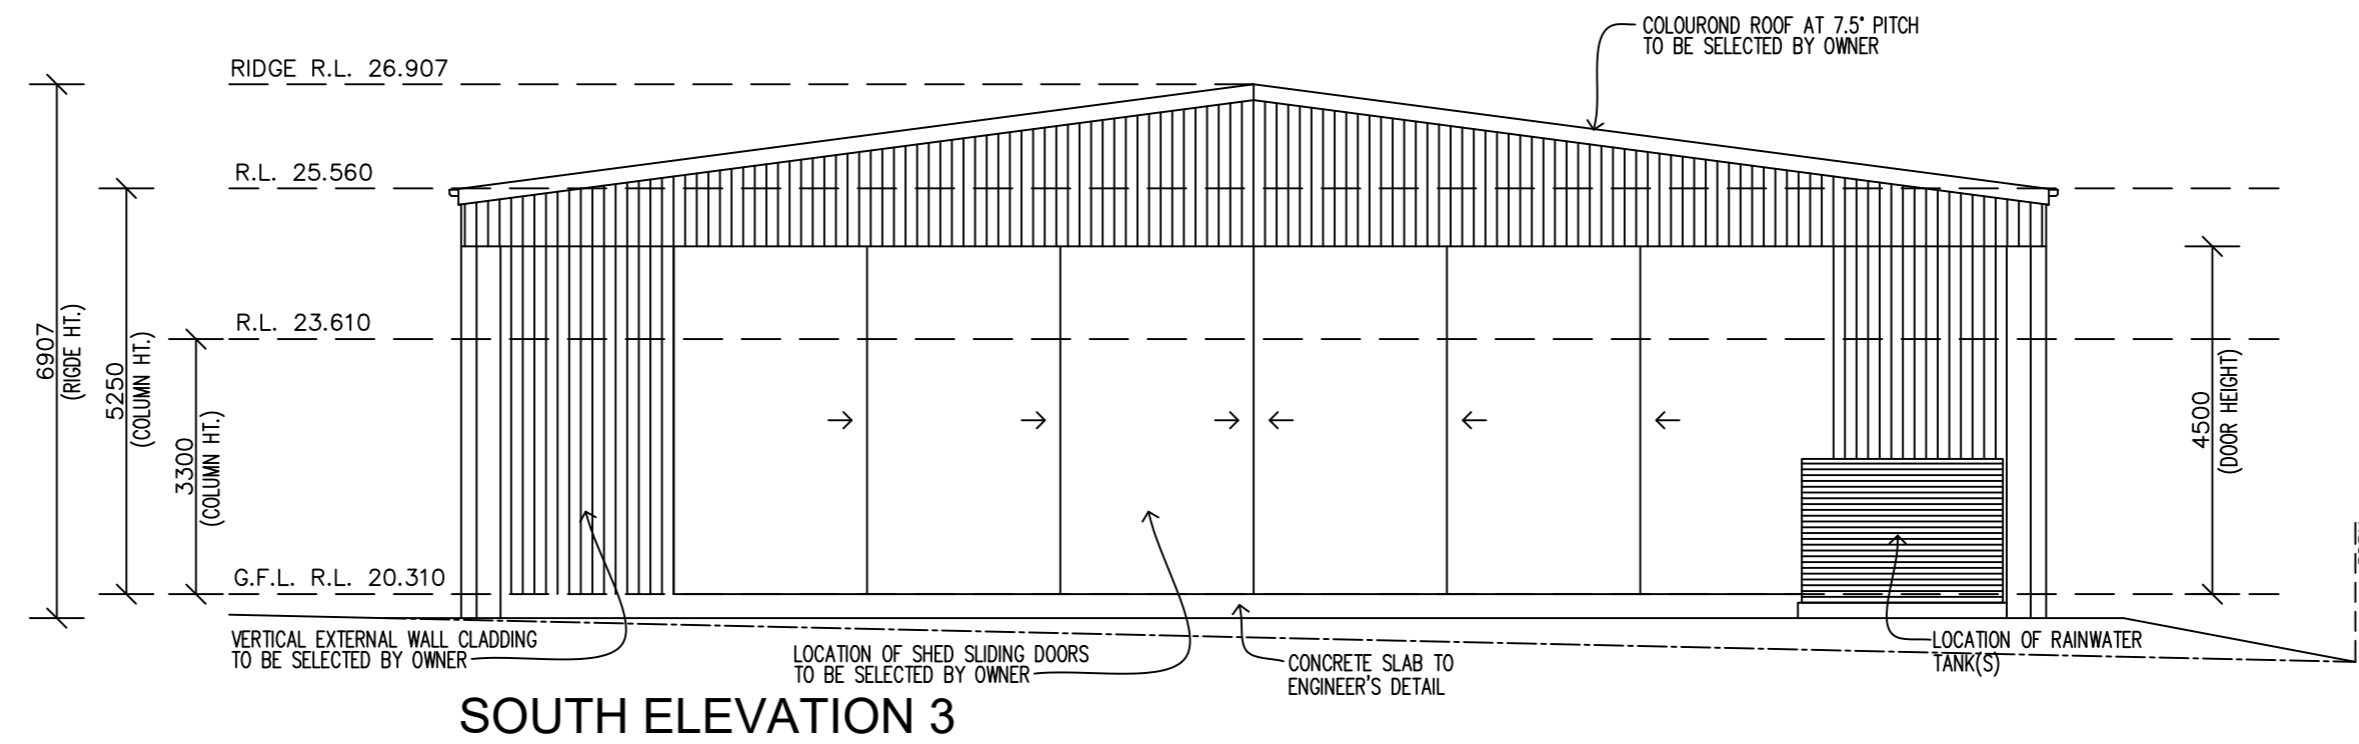 COLOUROND ROOF AT 7.5° PITCH
TO BE SELECTED BY OWNER
RIDGE R.L. 26.907
R.L. 25.560
R.L. 23.610
G.F.L. R.L. 20.310
6907
(RIGDE HT.)
5250
(COLUMN HT.)
3300
(COLUMN HT.)
4500
(DOOR HEIGHT)
VERTICAL EXTERNAL WALL CLADDING
TO BE SELECTED BY OWNER
LOCATION OF SHED SLIDING DOORS
TO BE SELECTED BY OWNER
CONCRETE SLAB TO
ENGINEER'S DETAIL
LOCATION OF RAINWATER
TANK(S)
SOUTH ELEVATION 3